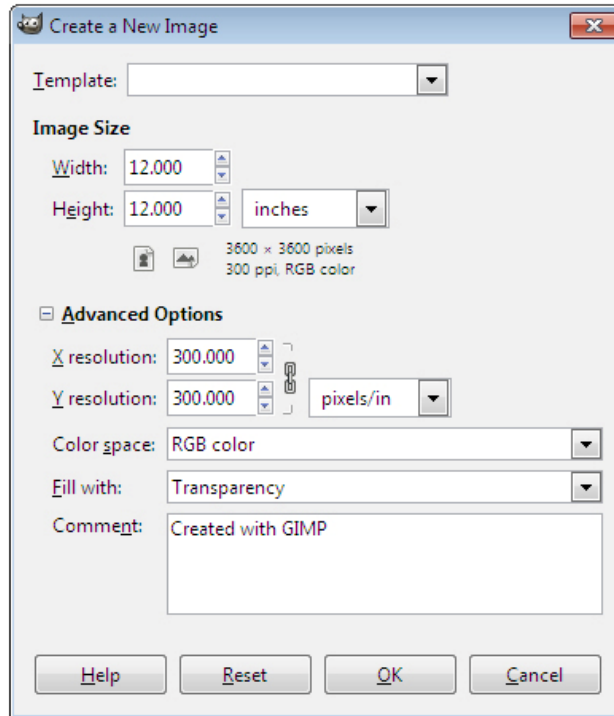 Create a New Image
Template:
Image Size
Width: 12.000
Height: 12.000 inches
3600 × 3600 pixels
300 ppi, RGB color
Advanced Options
X resolution: 300.000
Y resolution: 300.000 pixels/in
Color space: RGB color
Fill with: Transparency
Comment: Created with GIMP
Help Reset OK Cancel